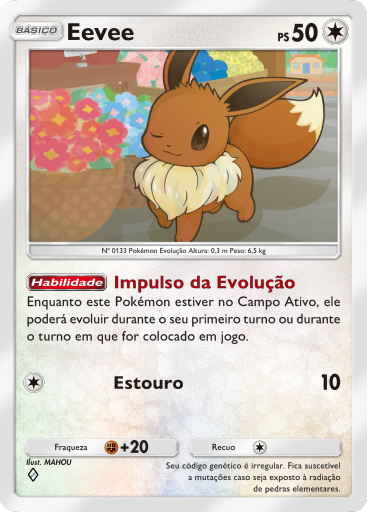 BÁSICO Eevee PS 50
Nº 0133 Pokémon Evolução Altura: 0,3 m Peso: 6,5 kg
Habilidade Impulso da Evolução
Enquanto este Pokémon estiver no Campo Ativo, ele
poderá evoluir durante o seu primeiro turno ou durante
o turno em que for colocado em jogo.
Estouro 10
Fraqueza +20 Recuo
Ilust. MAHOU
Seu código genético é irregular. Fica suscetível
a mutações caso seja exposto à radiação
de pedras elementares.